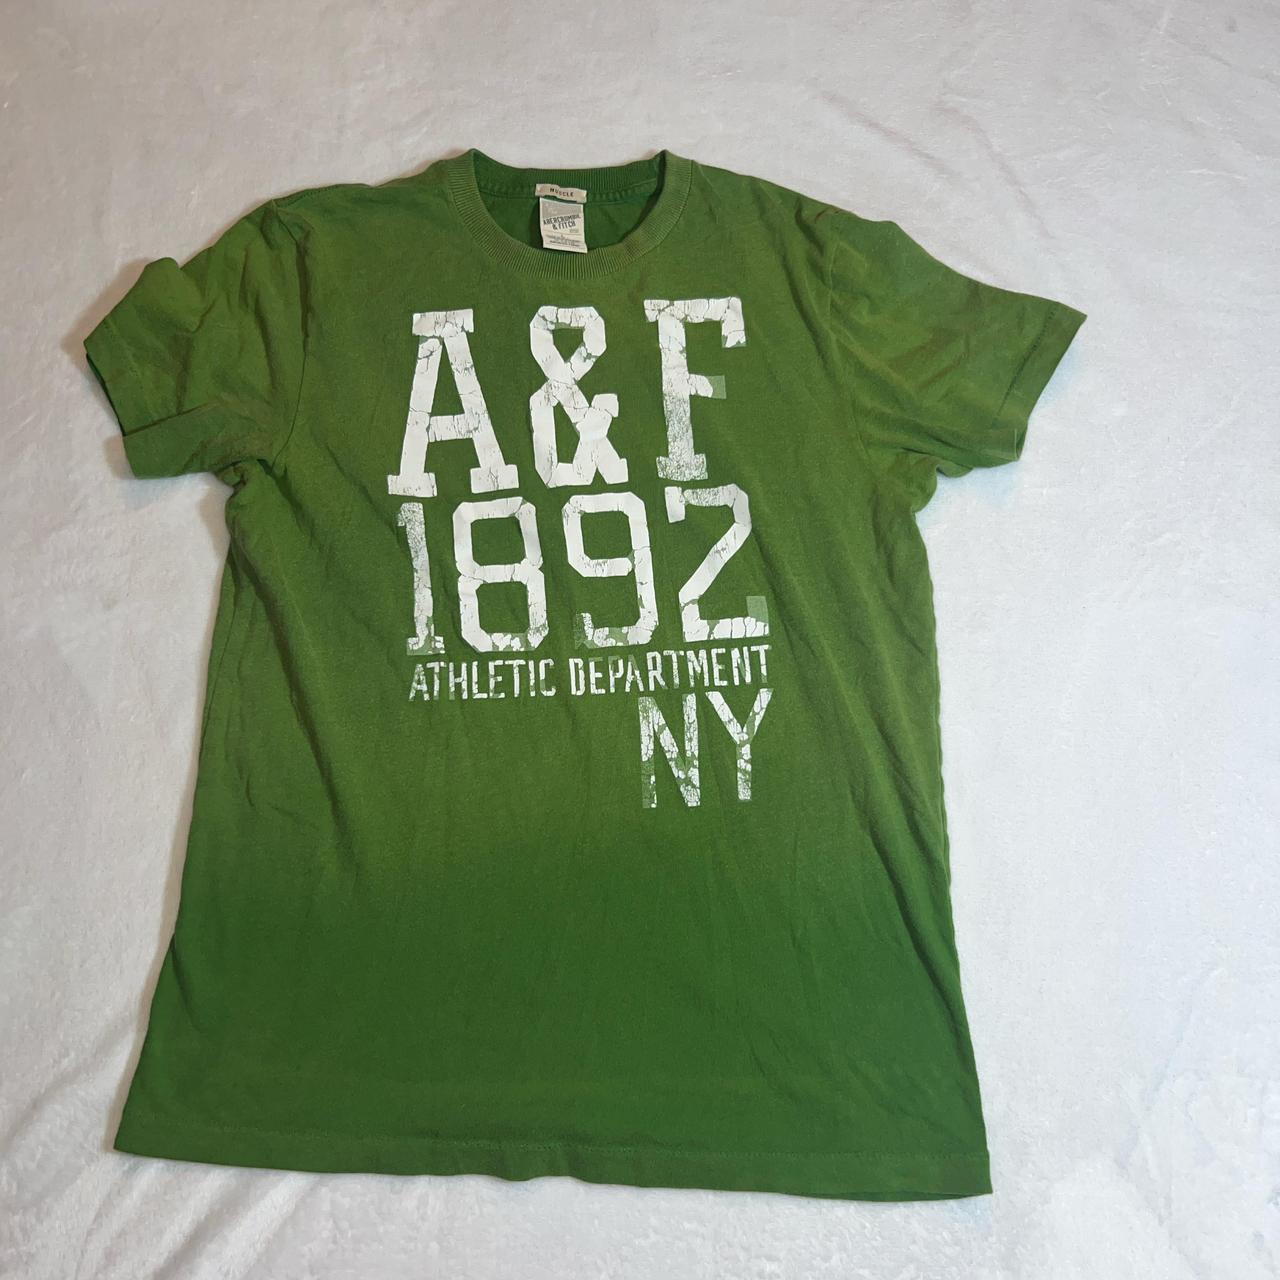 MUSCLE
ABERCROMBIE
& FITCH
A&F
1892
ATHLETIC DEPARTMENT
NY